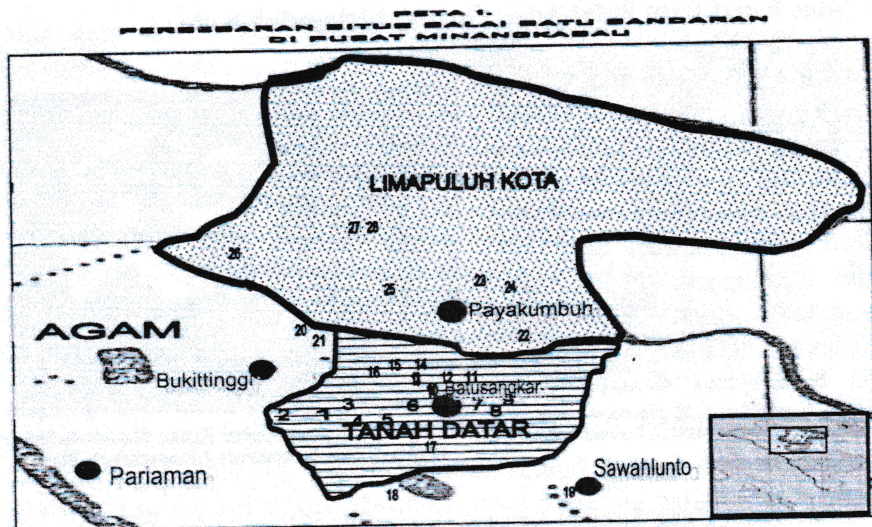 PETA 1.
PERSEBARAN SITUS BALAI BATU SANDARAN
DI PUSAT MINANGKABAU
LIMAPULUH KOTA
27 28
26
23
24
25
Payakumbuh
20
22
AGAM
21
16 15 14
Bukittinggi
13 12 11
10 Batusangkar
9
2 1 3 6 7 8
4 5
TANAH DATAR
17
Pariaman
Sawahlunto
18
19